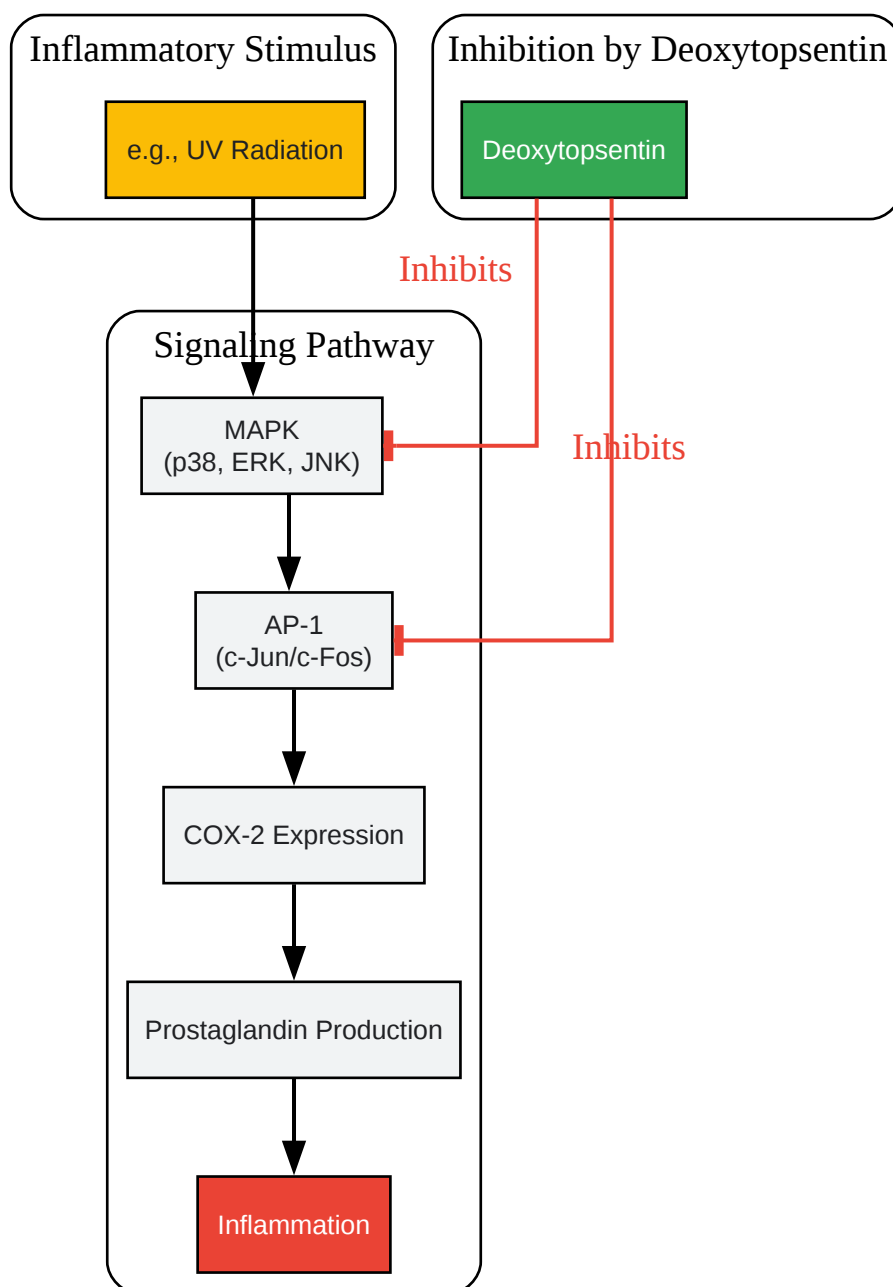 Inflammatory Stimulus
e.g., UV Radiation
Inhibition by Deoxytopsentin
Deoxytopsentin
Inhibits
Signaling Pathway
MAPK
(p38, ERK, JNK)
Inhibits
AP-1
(c-Jun/c-Fos)
COX-2 Expression
Prostaglandin Production
Inflammation